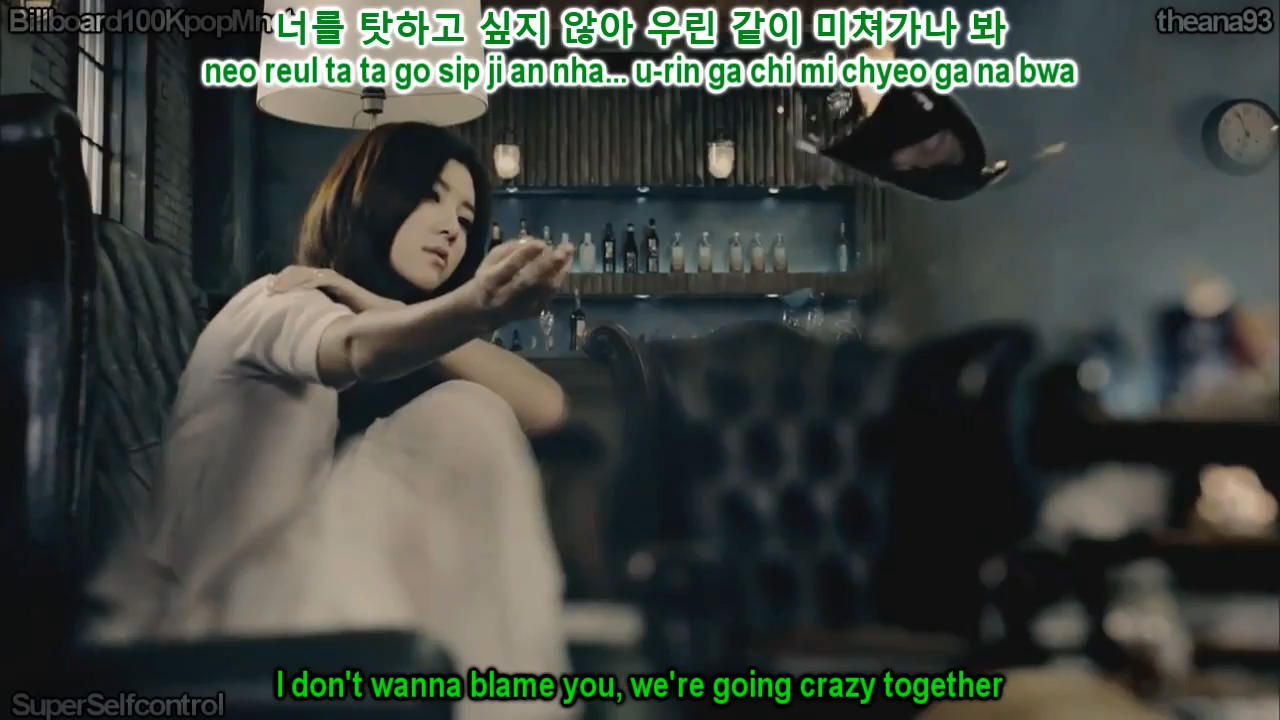 Billboard100KpopMn
theana93
너를 탓하고 싶지 않아 우린 같이 미쳐가나 봐
neo reul ta ta go sip ji an nha... u-rin ga chi mi chyeo ga na bwa
I don't wanna blame you, we're going crazy together
SuperSelfcontrol